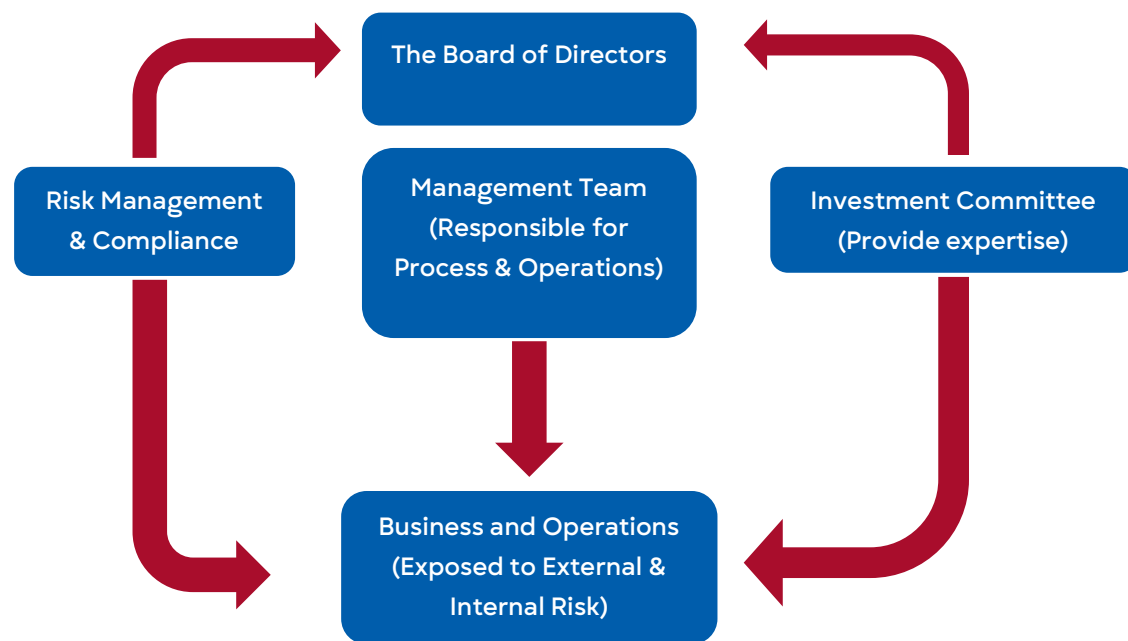 The Board of Directors
Management Team
(Responsible for
Process & Operations)
Risk Management
& Compliance
Investment Committee
(Provide expertise)
Business and Operations
(Exposed to External &
Internal Risk)